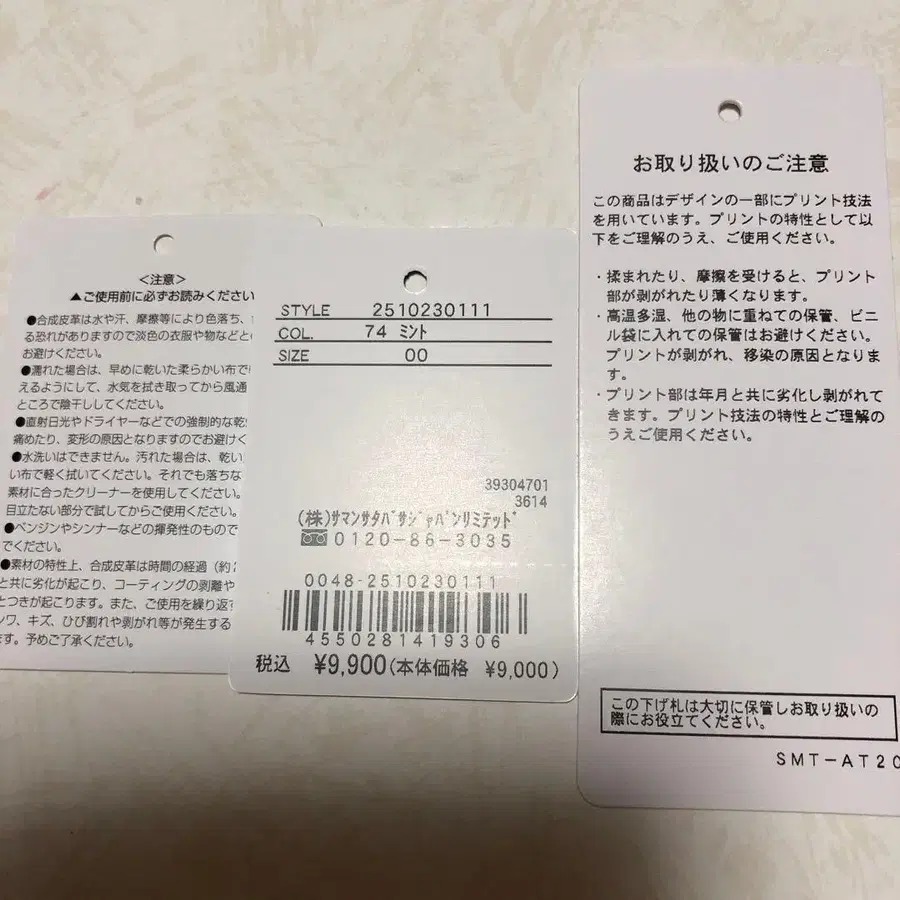 <注意>
▲ご使用前に必ずお読みください
●合成皮革は水や汗、摩擦等により色落ち、
る恐れがありますので淡色の衣服や物などと
お避けください。
●濡れた場合は、早めに乾いた柔らかい布で
えるようにして、水気を拭き取ってから風通
ところで陰干ししてください。
●直射日光やドライヤーなどでの強制的な乾
痛めたり、変形の原因となりますのでお避けく
●水洗いはできません。汚れた場合は、乾い
い布で軽く拭いてください。それでも落ちな
素材に合ったクリーナーを使用してください。
目立たない部分で試してからご使用ください。
●ベンジンやシンナーなどの揮発性のもので
でください。
●素材の特性上、合成皮革は時間の経過(約
と共に劣化が起こり、コーティングの剥離や
とつきが起こります。また、ご使用を繰り返す
ンワ、キズ、ひび割れや剥がれ等が発生する
ます。予めご了承ください。
STYLE 2510230111
COL. 74 ミント
SIZE 00
39304701
3614
(株)サマンサタバサジャパンリミテッド
0120-86-3035
0048-2510230111
4550281419306
税込 ¥9,900(本体価格 ¥9,000)
お取り扱いのご注意
この商品はデザインの一部にプリント技法
を用いています。プリントの特性として以
下をご理解のうえ、ご使用ください。
・揉まれたり、摩擦を受けると、プリント
部が剥がれたり薄くなります。
・高温多湿、他の物に重ねての保管、ビニ
ル袋に入れての保管はお避けください。
プリントが剥がれ、移染の原因となりま
す。
・プリント部は年月と共に劣化し剥がれて
きます。プリント技法の特性とご理解の
うえご使用ください。
この下げ札は大切に保管しお取り扱いの
際にお役立てください。
SMT-AT20